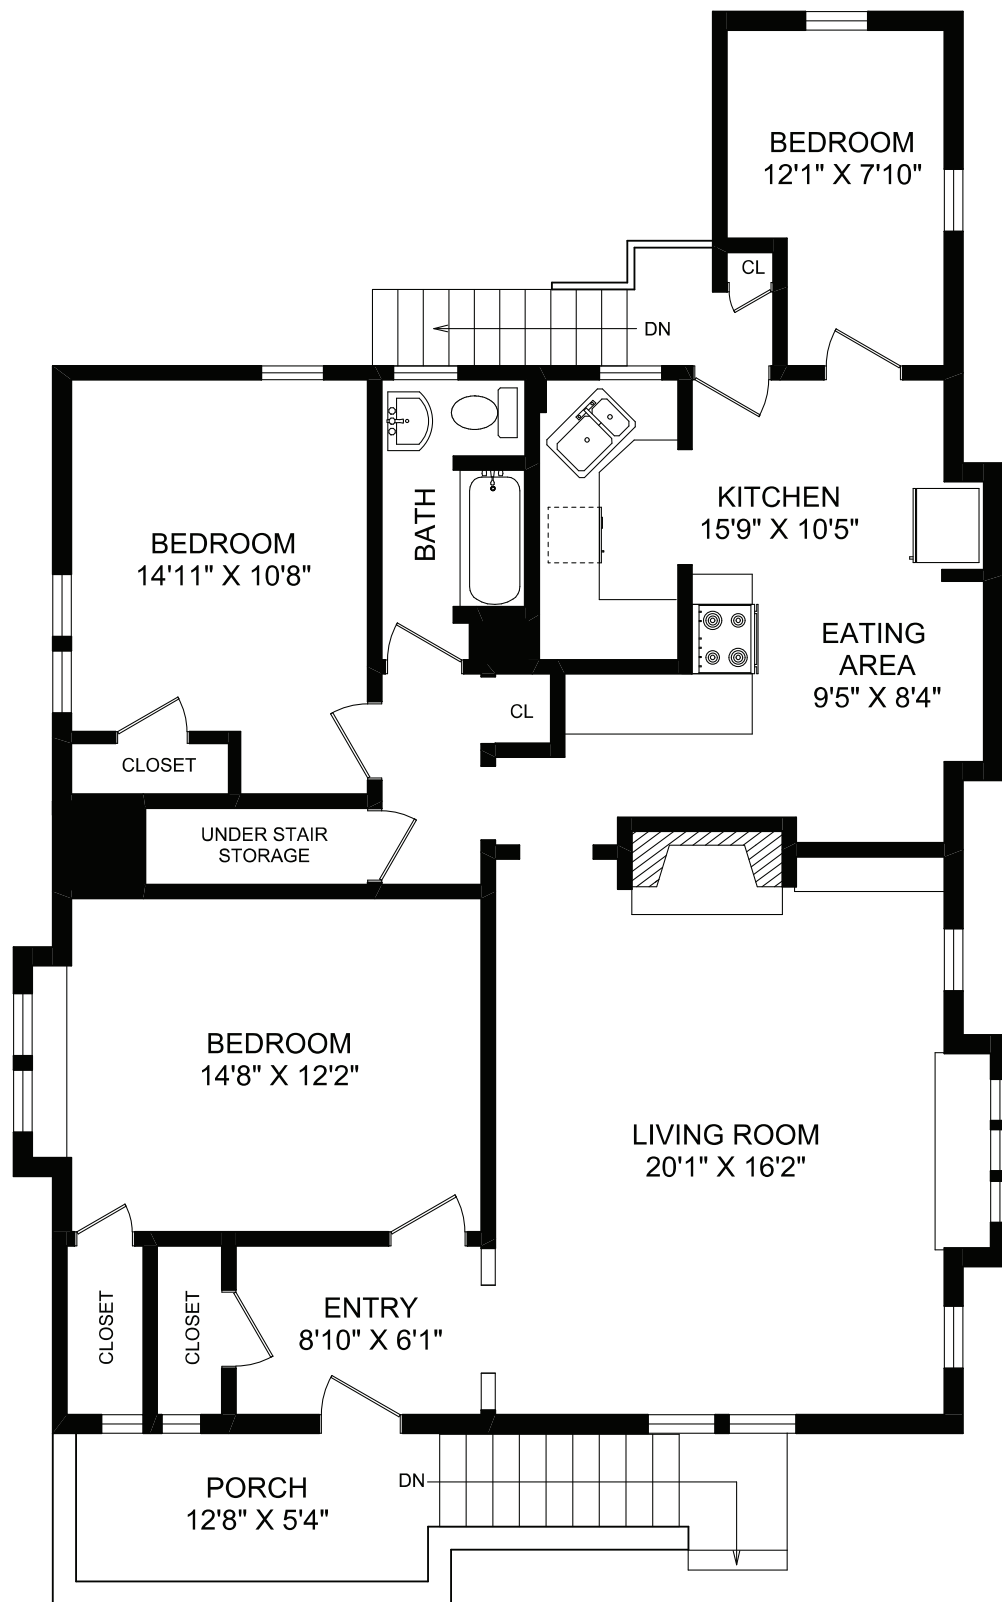 BEDROOM
12'1" X 7'10"
CL
DN
KITCHEN
15'9" X 10'5"
BATH
BEDROOM
14'11" X 10'8"
EATING
AREA
9'5" X 8'4"
CL
CLOSET
UNDER STAIR
STORAGE
BEDROOM
14'8" X 12'2"
LIVING ROOM
20'1" X 16'2"
CLOSET
CLOSET
ENTRY
8'10" X 6'1"
PORCH
12'8" X 5'4"
DN